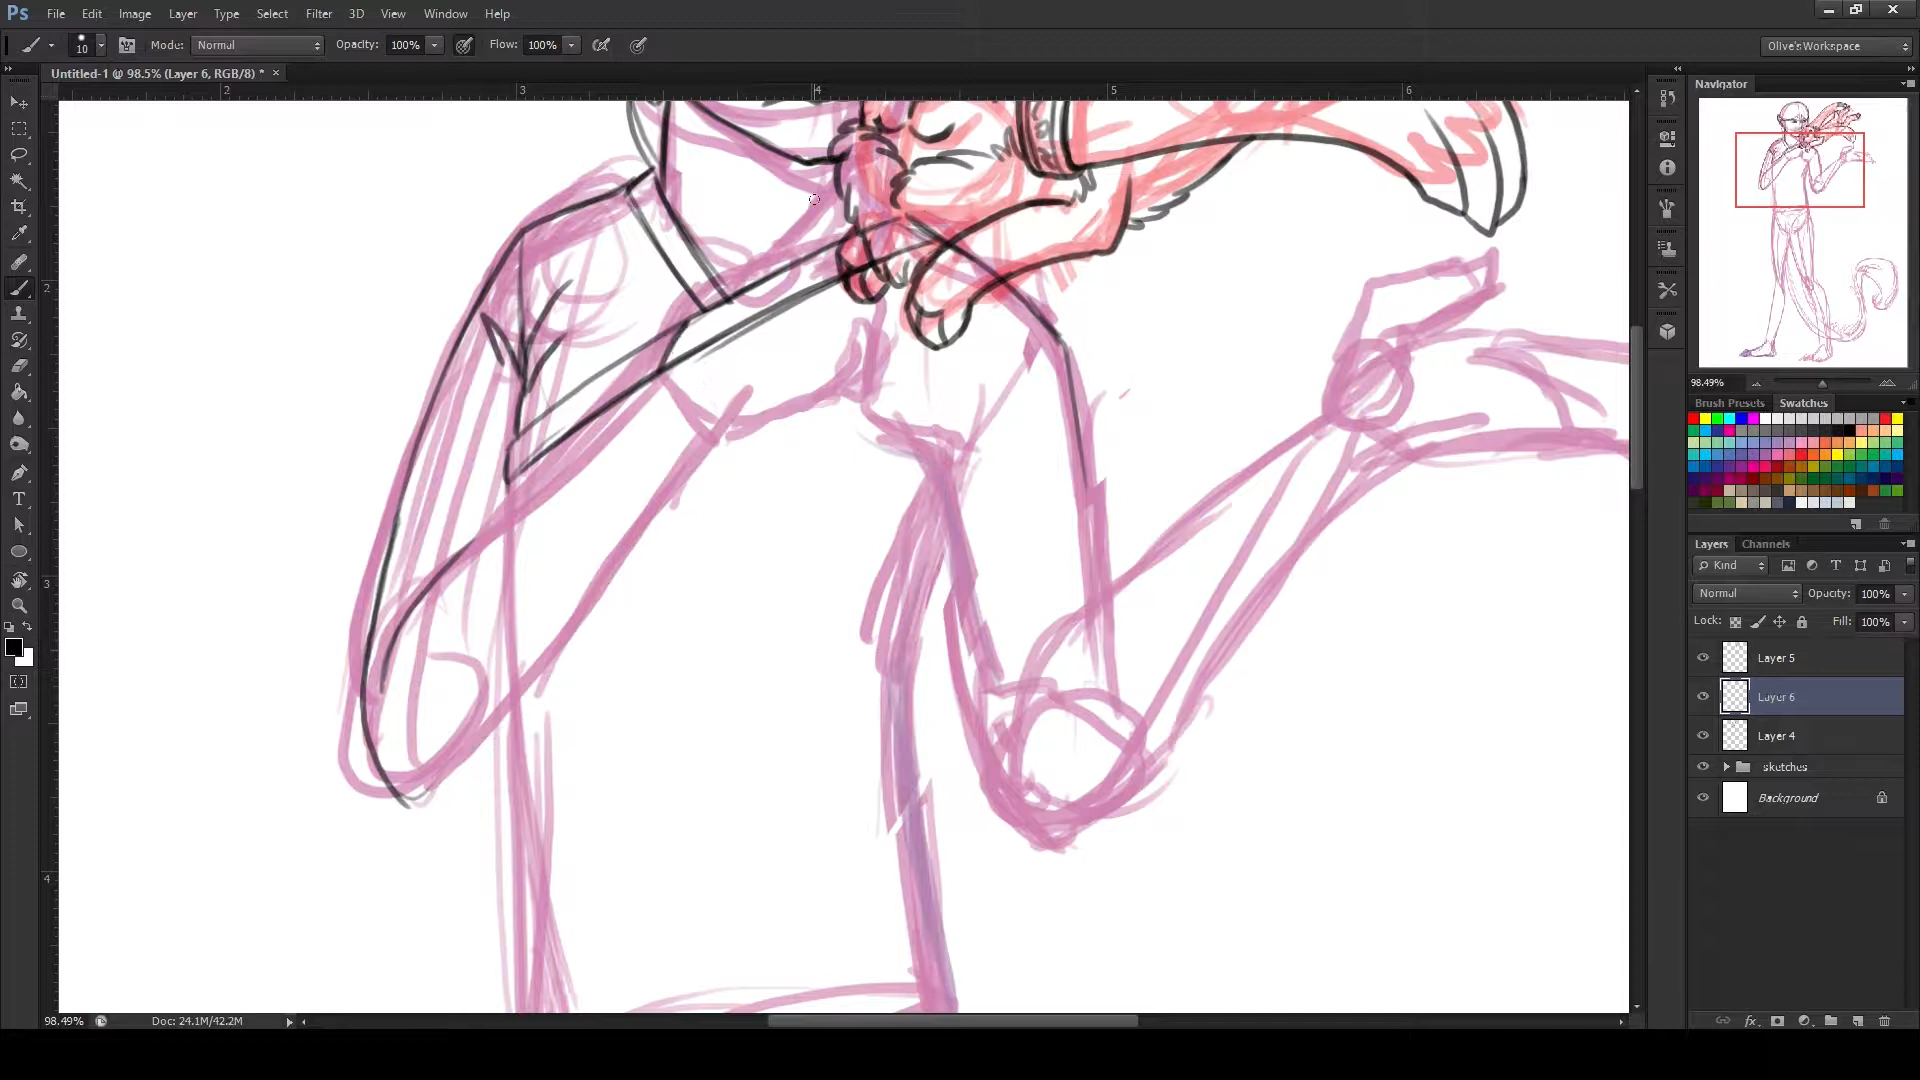 Ps File Edit Image Layer Type Select Filter 3D View Window Help
10 Mode: Normal Opacity: 100% Flow: 100% Olive's Workspace
Untitled-1 @ 98.5% (Layer 6, RGB/8) * ×
2 3 4 5 6
Navigator
98.49%
Brush Presets Swatches
2
3
4
Layers Channels
Kind
Normal Opacity: 100%
Lock: Fill: 100%
Layer 5
Layer 6
Layer 4
sketches
Background
98.49% Doc: 24.1M/42.2M